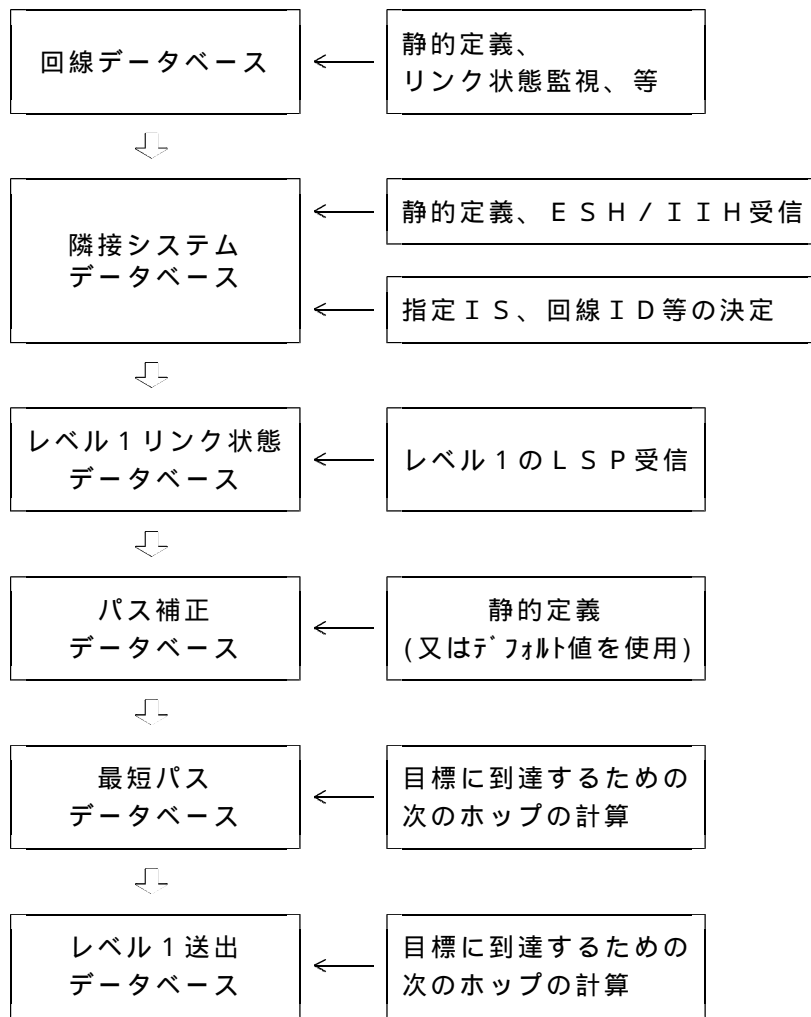 回線データベース
静的定義、
リンク状態監視、等
隣接システム
データベース
静的定義、ＥＳＨ／ＩＩＨ受信
指定ＩＳ、回線ＩＤ等の決定
レベル１リンク状態
データベース
レベル１のＬＳＰ受信
パス補正
データベース
静的定義
(又はﾃﾞﾌｫﾙﾄ値を使用)
最短パス
データベース
目標に到達するための
次のホップの計算
レベル１送出
データベース
目標に到達するための
次のホップの計算